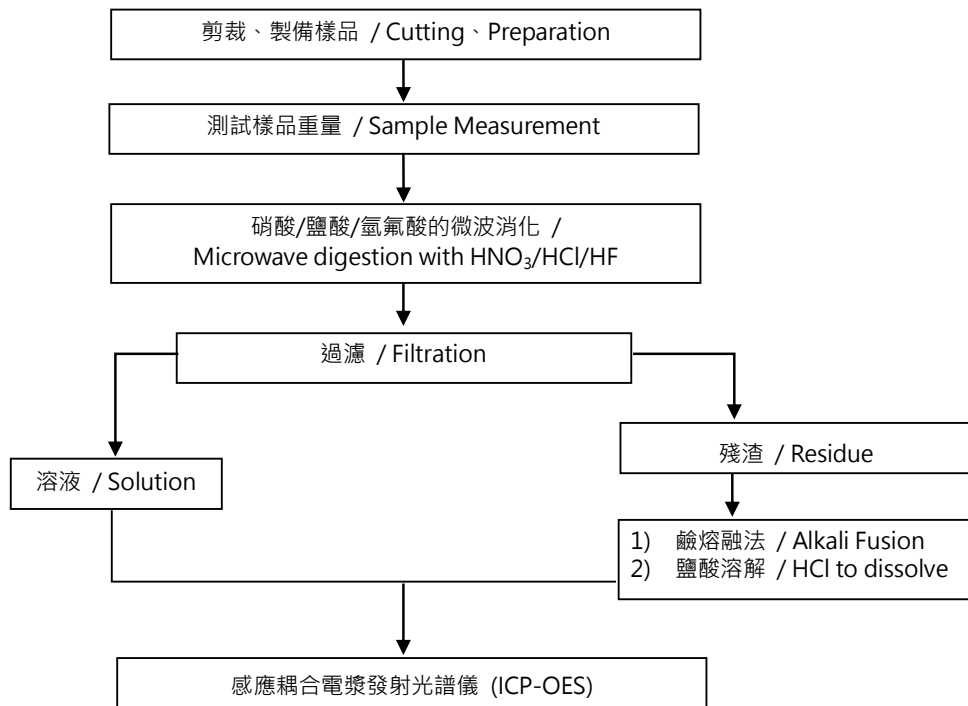 剪裁、製備樣品 / Cutting、Preparation
測試樣品重量 / Sample Measurement
硝酸/鹽酸/氫氟酸的微波消化 /
Microwave digestion with HNO₃/HCl/HF
過濾 / Filtration
溶液 / Solution
殘渣 / Residue
1) 鹼熔融法 / Alkali Fusion
2) 鹽酸溶解 / HCl to dissolve
感應耦合電漿發射光譜儀 (ICP-OES)